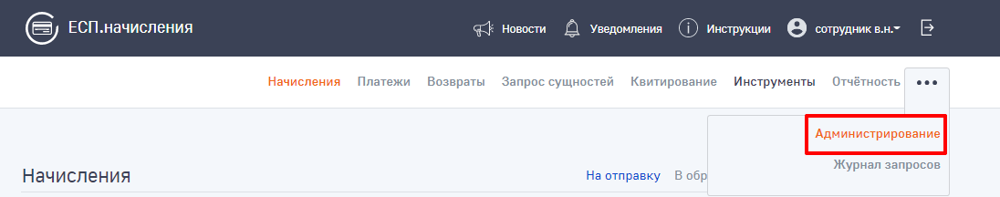 ЕСП.начисления
Новости Уведомления Инструкции сотрудник в.н.
Начисления Платежи Возвраты Запрос сущностей Квитирование Инструменты Отчётность •••
Администрирование
Журнал запросов
Начисления На отправку В обр